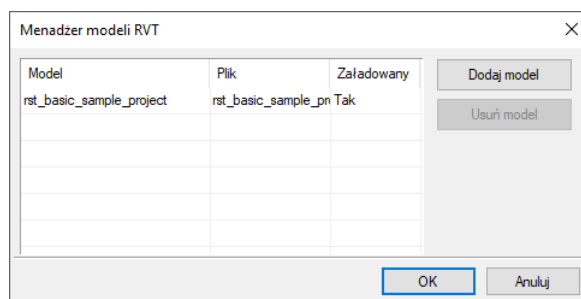 Menadżer modeli RVT
Model Plik Załadowany Dodaj model
rst_basic_sample_project rst_basic_sample_pr Tak
Usuń model
OK Anuluj